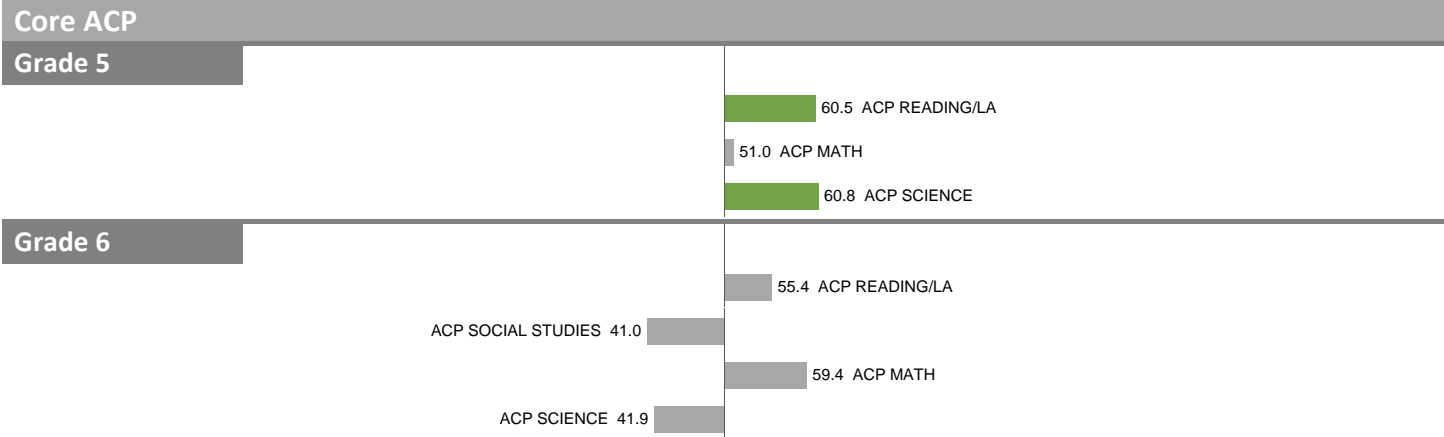 Core ACP
Grade 5
60.5 ACP READING/LA
51.0 ACP MATH
60.8 ACP SCIENCE
Grade 6
55.4 ACP READING/LA
ACP SOCIAL STUDIES 41.0
59.4 ACP MATH
ACP SCIENCE 41.9